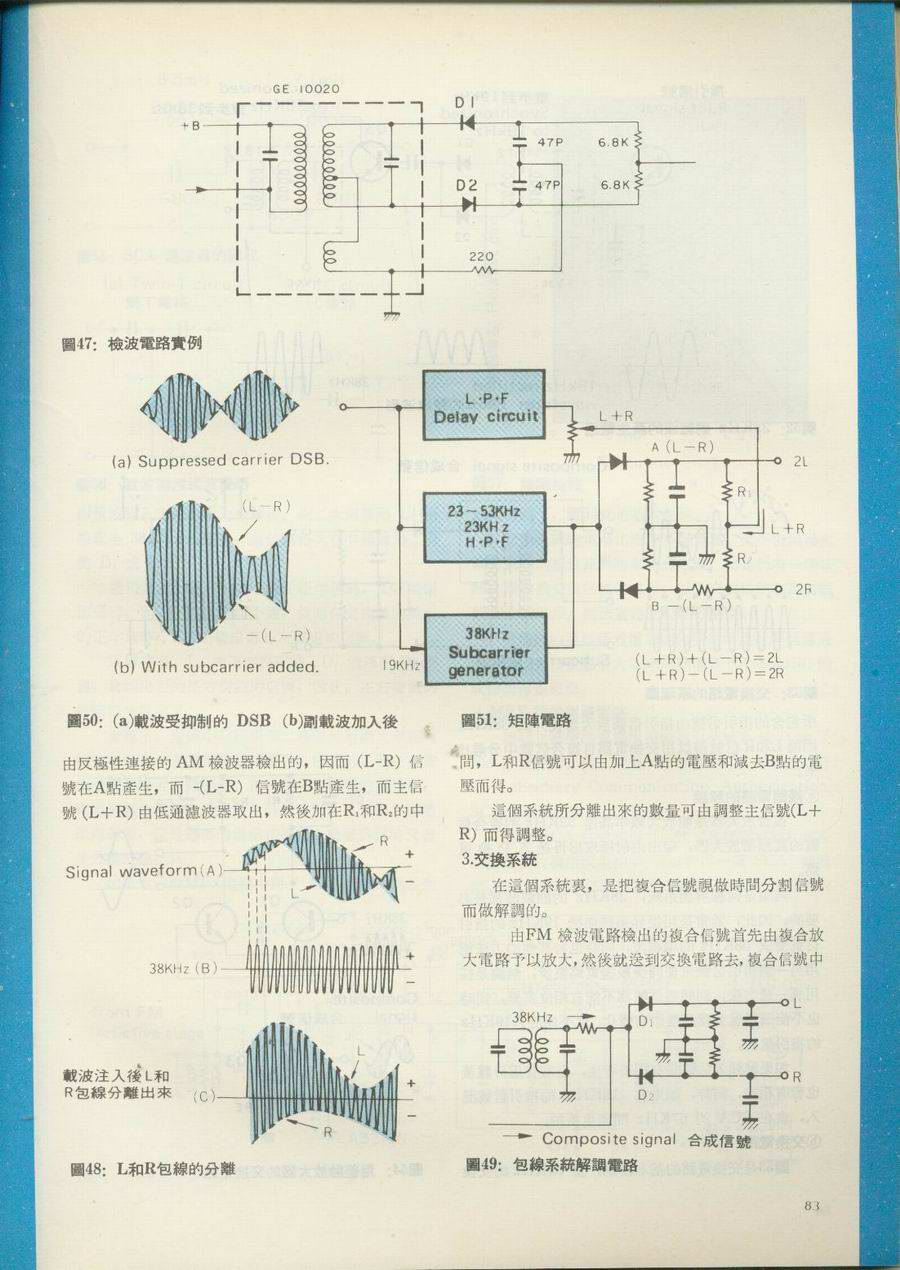 GE 10020
+B
D1
47P
6.8K
D2
47P
6.8K
220
圖47: 檢波電路實例
(a) Suppressed carrier DSB.
(L-R)
-(L-R)
(b) With subcarrier added.
L·P·F
Delay circuit
L+R
A (L-R)
2L
23~53KHz
23KHz
H·P·F
R₁
L+R
R₂
2R
B -(L-R)
38KHz
Subcarrier
generator
19KHz
(L+R)+(L-R)=2L
(L+R)-(L-R)=2R
圖50: (a)載波受抑制的 DSB (b)副載波加入後
圖51: 矩陣電路
由反極性連接的 AM 檢波器檢出的，因而 (L-R) 信
號在A點產生，而 -(L-R) 信號在B點產生，而主信
號 (L+R) 由低通濾波器取出，然後加在R₁和R₂的中
Signal waveform(A)
R
L
+
-
38KHz (B)
+
-
載波注入後L和
R包線分離出來
(C)
L
R
+
-
圖48: L和R包線的分離
間，L和R信號可以由加上A點的電壓和減去B點的電
壓而得。
這個系統所分離出來的數量可由調整主信號(L+
R) 而得調整。
3.交換系統
在這個系統裏，是把複合信號視做時間分割信號
而做解調的。
由FM 檢波電路檢出的複合信號首先由複合放
大電路予以放大，然後就送到交換電路去，複合信號中
38KHz
D₁
L
D₂
R
Composite signal 合成信號
圖49: 包線系統解調電路
83